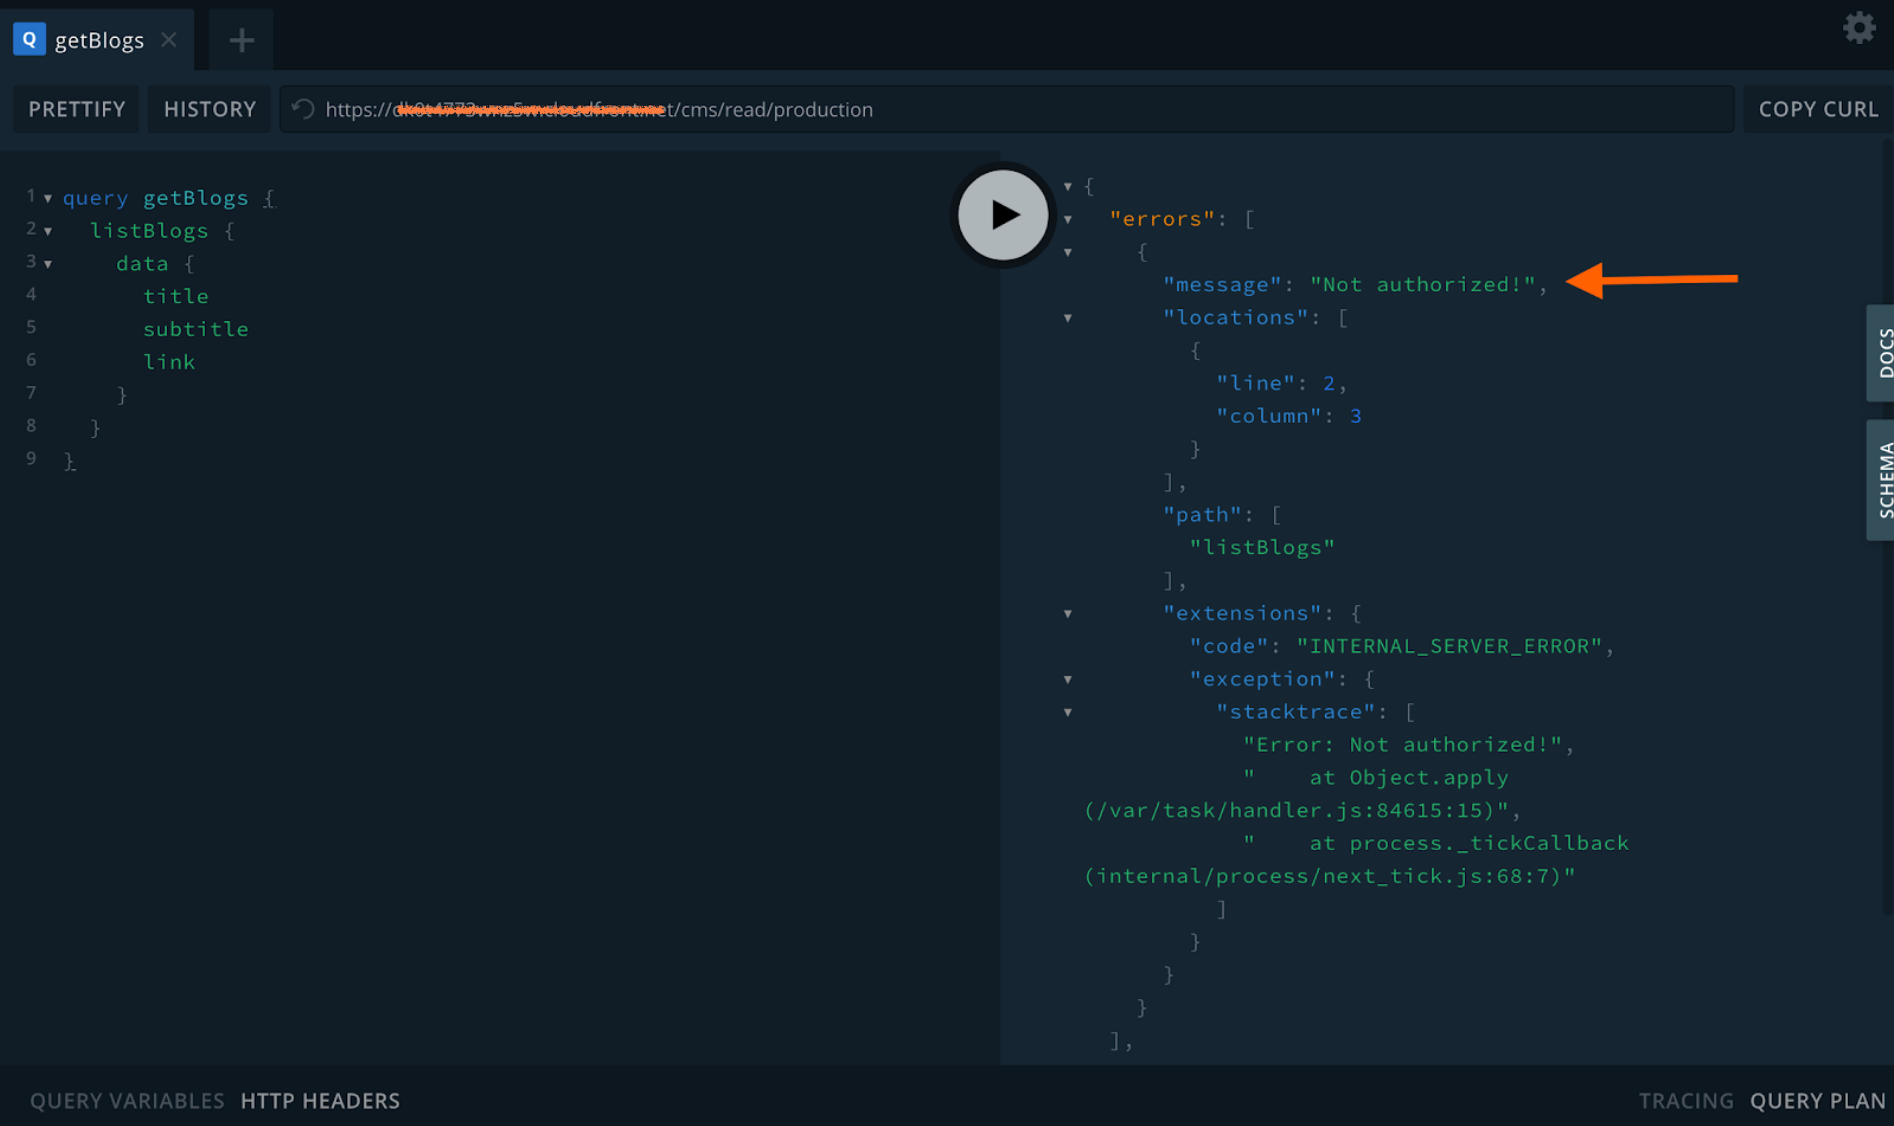 Q getBlogs
PRETTIFY HISTORY https:// /cms/read/production COPY CURL
1 query getBlogs {
2 listBlogs {
3 data {
4 title
5 subtitle
6 link
7 }
8 }
9 }
{
"errors": [
{
"message": "Not authorized!",
"locations": [
{
"line": 2,
"column": 3
}
],
"path": [
"listBlogs"
],
"extensions": {
"code": "INTERNAL_SERVER_ERROR",
"exception": {
"stacktrace": [
"Error: Not authorized!",
"    at Object.apply
(/var/task/handler.js:84615:15)",
"    at process._tickCallback
(internal/process/next_tick.js:68:7)"
]
}
}
}
],
DOCS
SCHEMA
QUERY VARIABLES HTTP HEADERS
TRACING QUERY PLAN